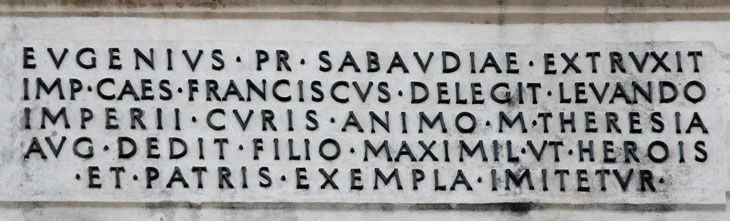 EVGENIVS · PR · SABAVDIAE · EXTRVXIT
IMP · CAES · FRANCISCVS · DELEGIT · LEVANDO
IMPERII · CVRIS · ANIMO · M · THERESIA
AVG · DEDIT · FILIO · MAXIMIL · VT · HEROIS
· ET · PATRIS · EXEMPLA · IMITETVR ·